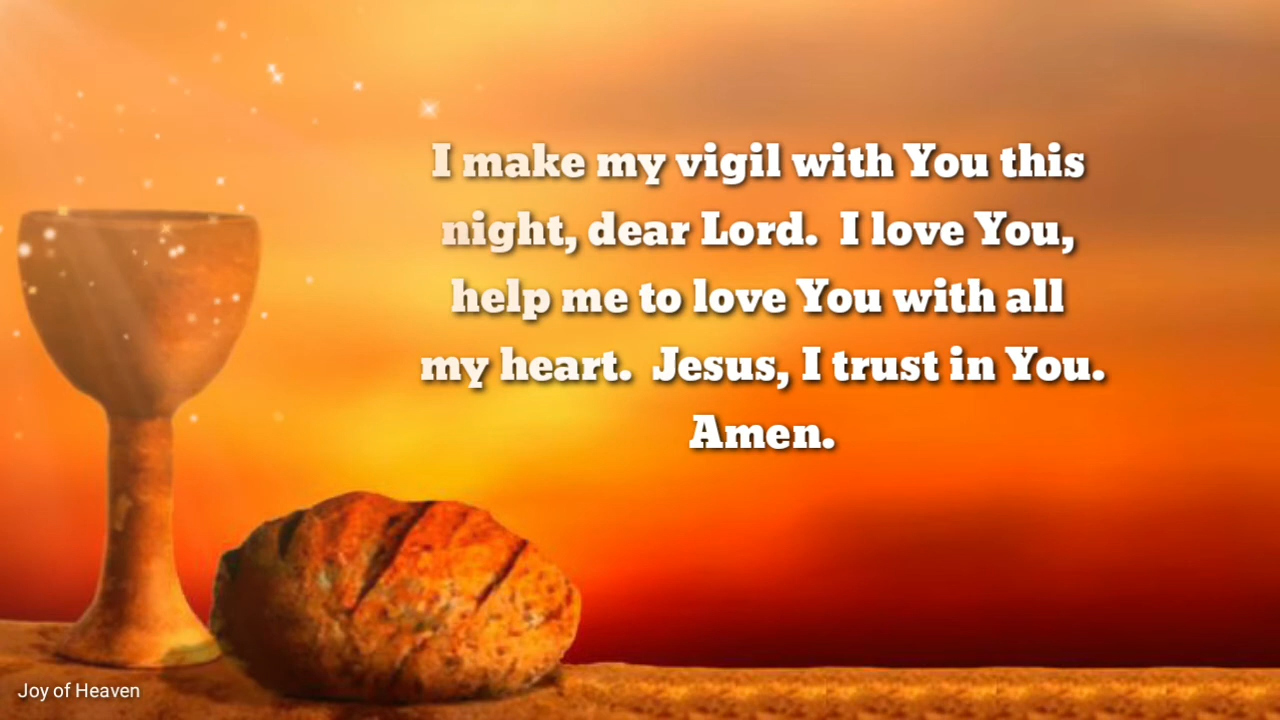 I make my vigil with You this
night, dear Lord.  I love You,
help me to love You with all
my heart.  Jesus, I trust in You.
Amen.
Joy of Heaven